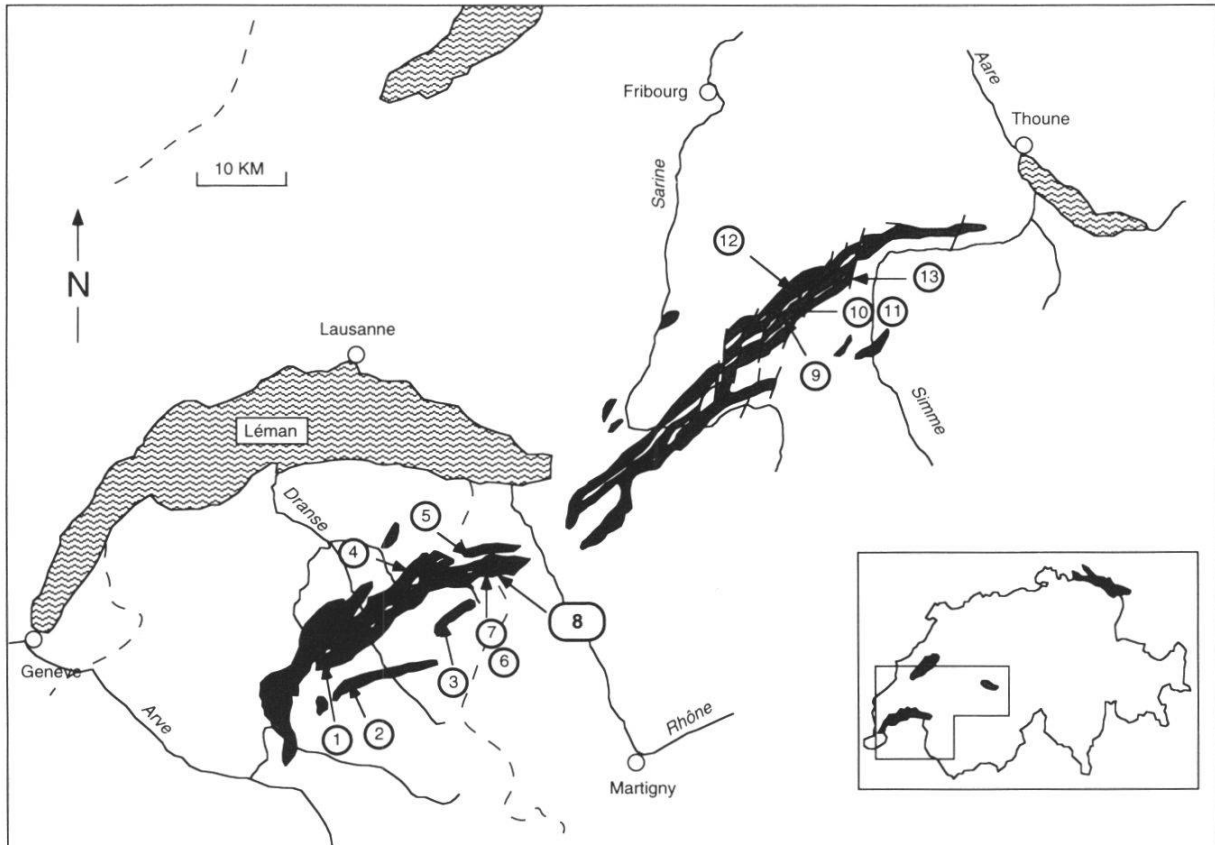 Fribourg
Aare
Thoune
10 KM
Sarine
N
12
13
10
11
Lausanne
9
Simme
Léman
Dranse
5
4
8
7
6
Genève
3
Arve
1
2
Rhône
Martigny